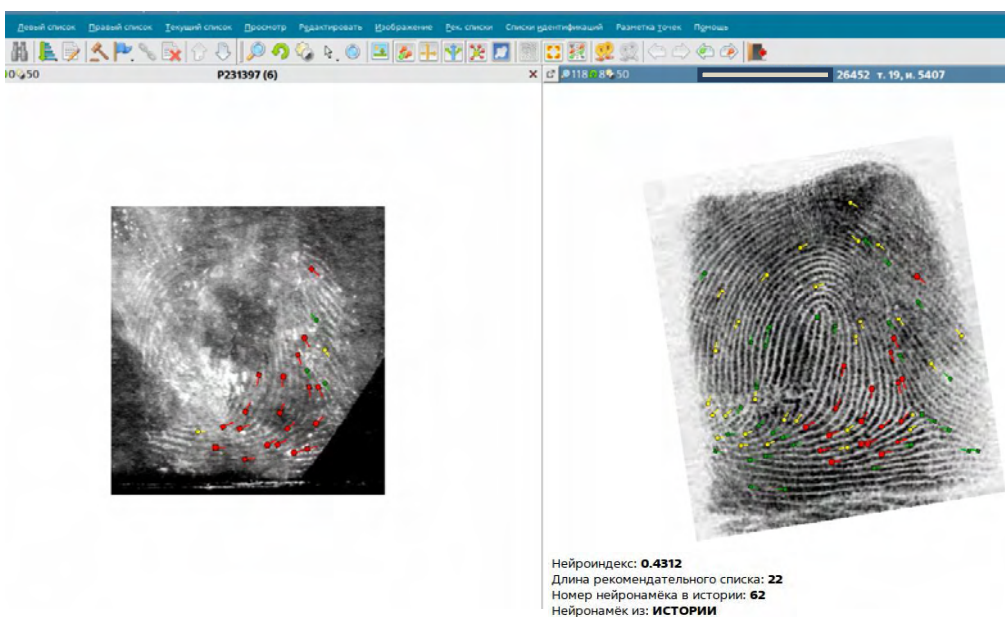 Левый список Правый список Текущий список Просмотр Редактировать Изображение Рек. списки Списки идентификаций Разметка точек Помощь
50 P231397 (6) 118 8 50 26452 т. 19, и. 5407
Нейроиндекс: 0.4312
Длина рекомендательного списка: 22
Номер нейронамёка в истории: 62
Нейронамёк из: ИСТОРИИ